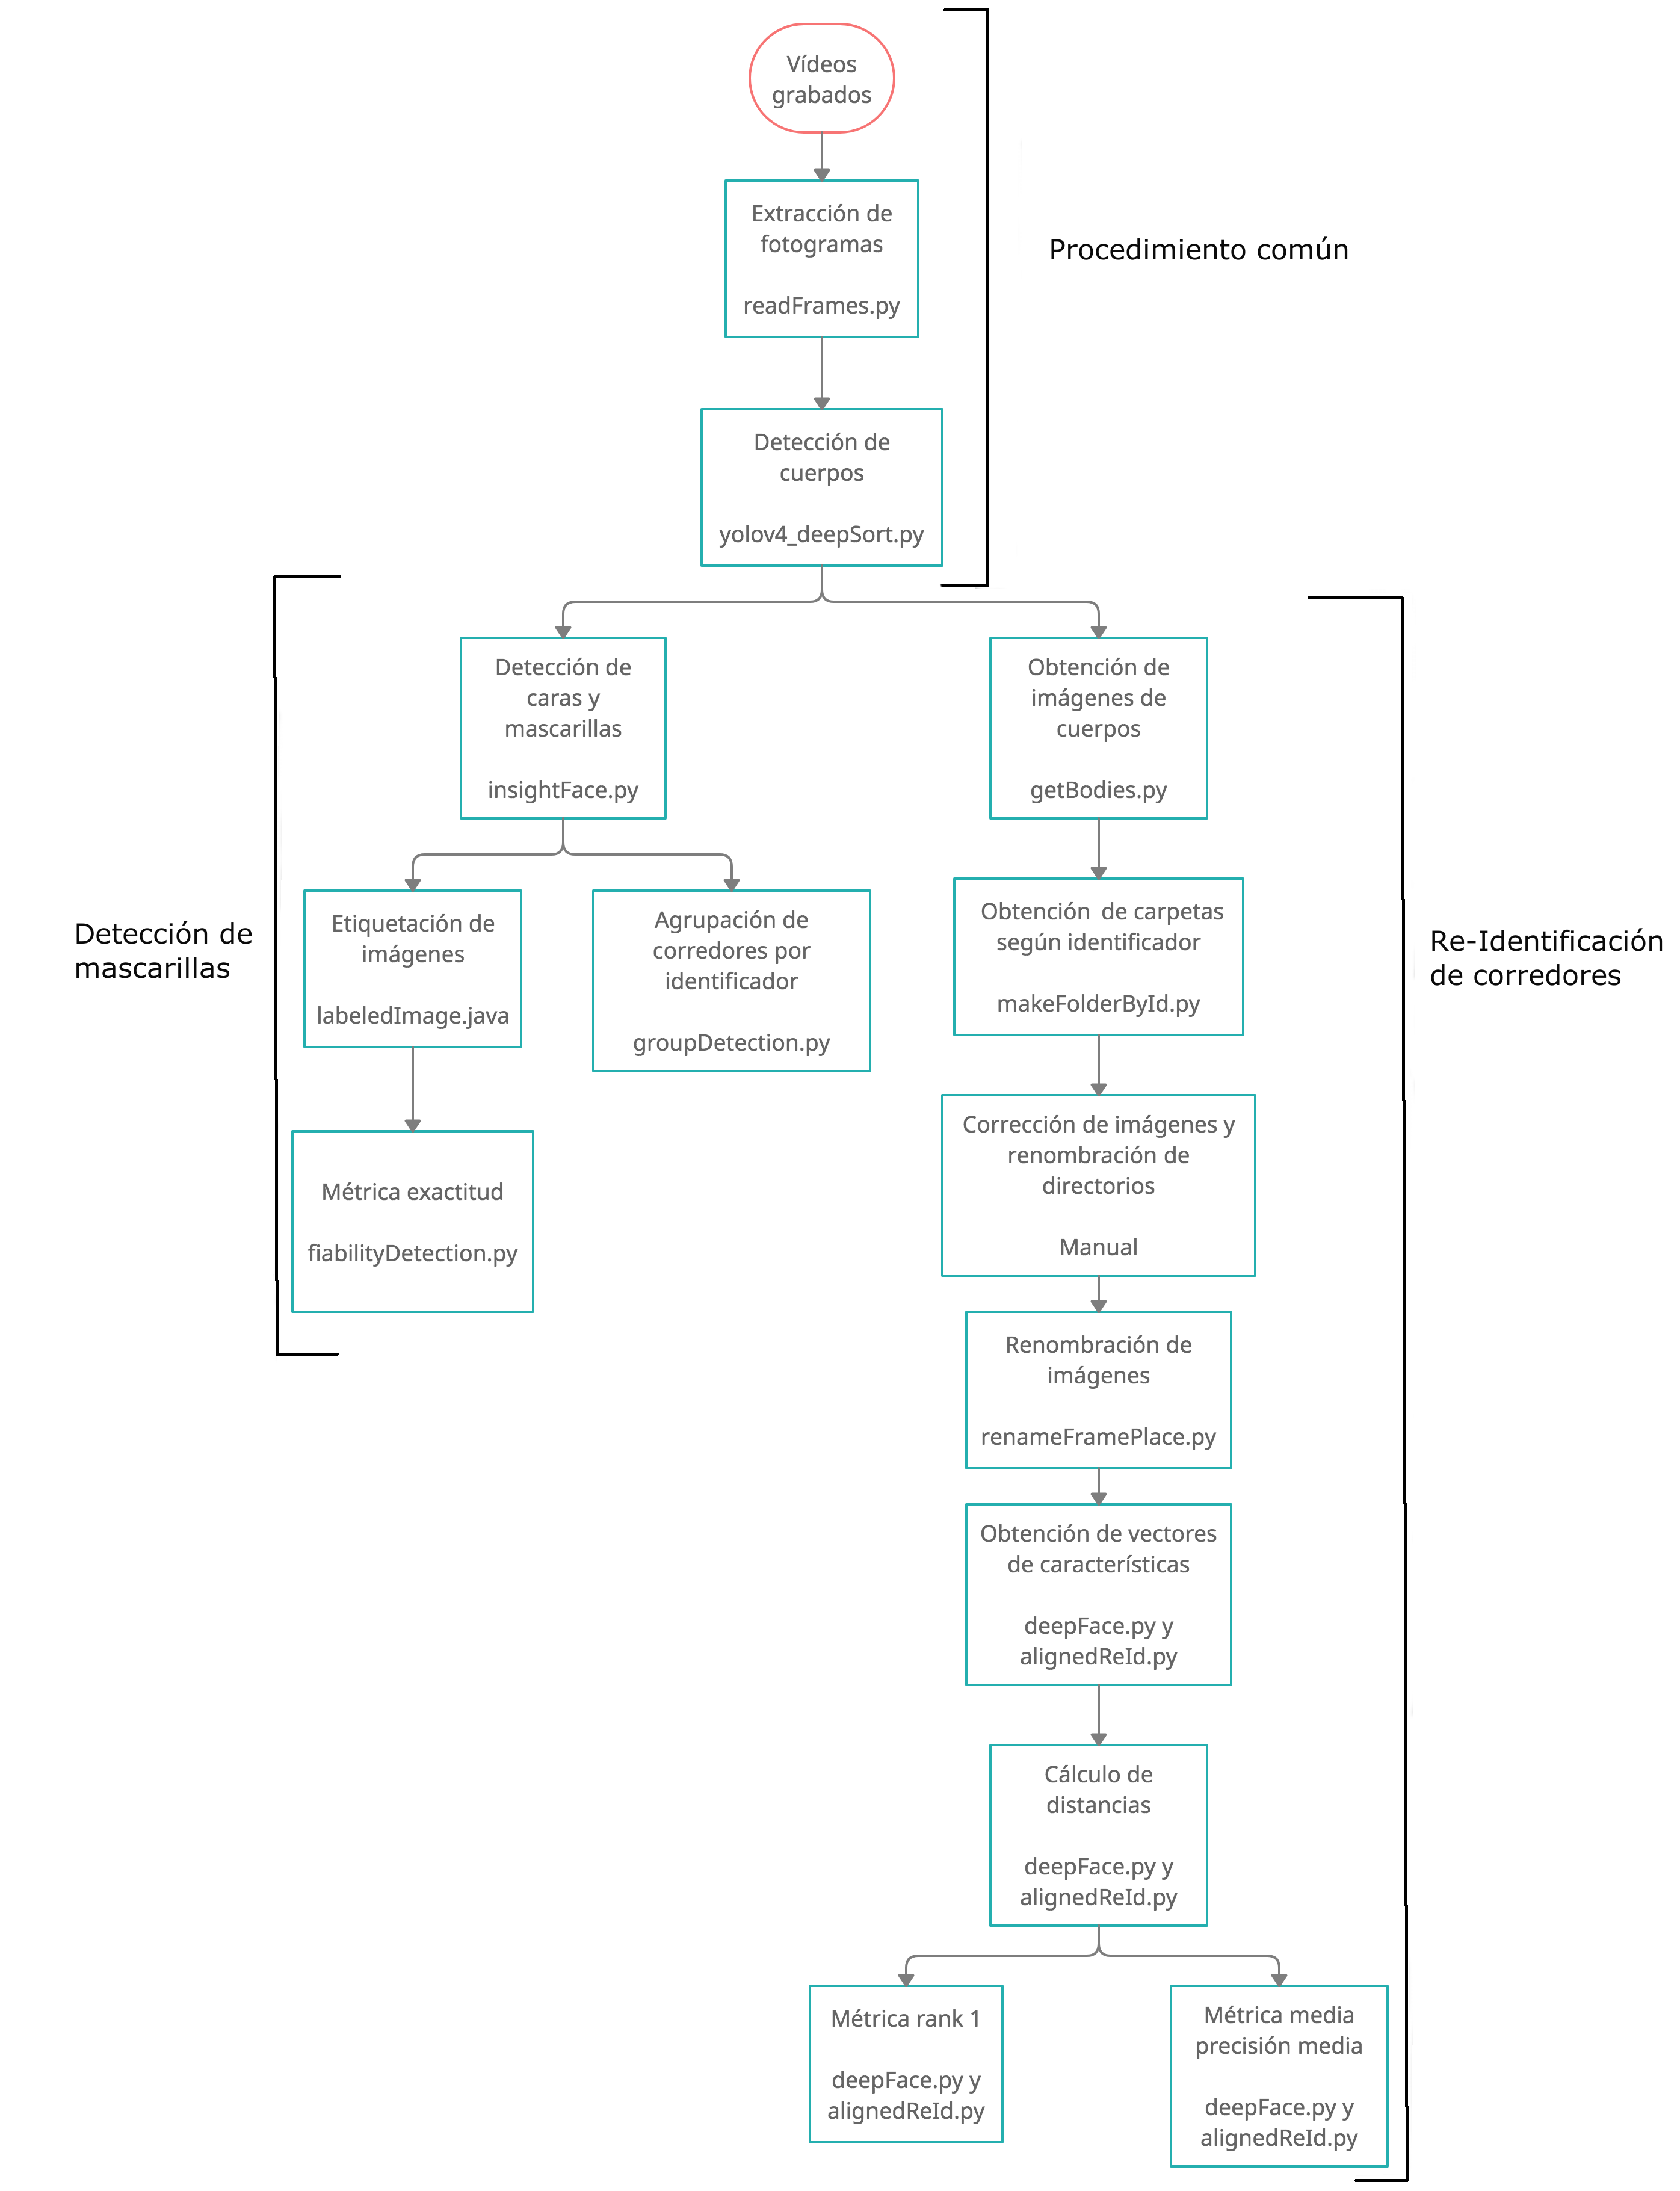 Vídeos
grabados
Extracción de
fotogramas
readFrames.py
Procedimiento común
Detección de
cuerpos
yolov4_deepSort.py
Detección de
caras y
mascarillas
insightFace.py
Etiquetación de
imágenes
labeledImage.java
Agrupación de
corredores por
identificador
groupDetection.py
Métrica exactitud
fiabilityDetection.py
Detección de
mascarillas
Obtención de
imágenes de
cuerpos
getBodies.py
Obtención de carpetas
según identificador
makeFolderById.py
Corrección de imágenes y
renombración de
directorios
Manual
Renombración de
imágenes
renameFramePlace.py
Obtención de vectores
de características
deepFace.py y
alignedReId.py
Cálculo de
distancias
deepFace.py y
alignedReId.py
Métrica rank 1
deepFace.py y
alignedReId.py
Métrica media
precisión media
deepFace.py y
alignedReId.py
Re-Identificación
de corredores